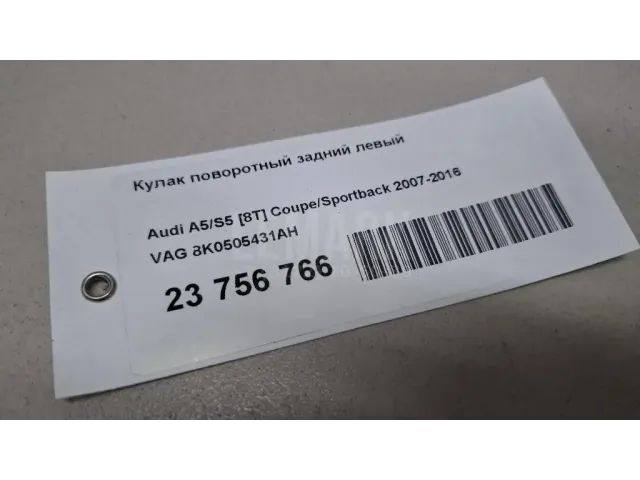 Кулак поворотный задний левый
Audi A5/S5 [8T] Coupe/Sportback 2007-2016
VAG 8K0505431AH
23 756 766